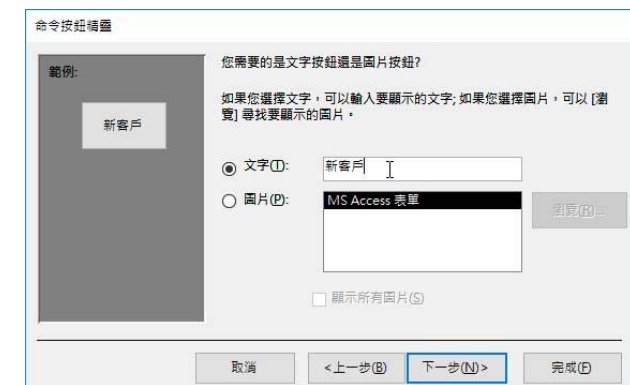 命令按鈕精靈
範例:
新客戶
您需要的是文字按鈕還是圖片按鈕?
如果您選擇文字，可以輸入要顯示的文字; 如果您選擇圖片，可以 [瀏
覽] 尋找要顯示的圖片。
文字(T): 新客戶
圖片(P): MS Access 表單
瀏覽(R)...
顯示所有圖片(S)
取消 <上一步(B) 下一步(N)> 完成(F)